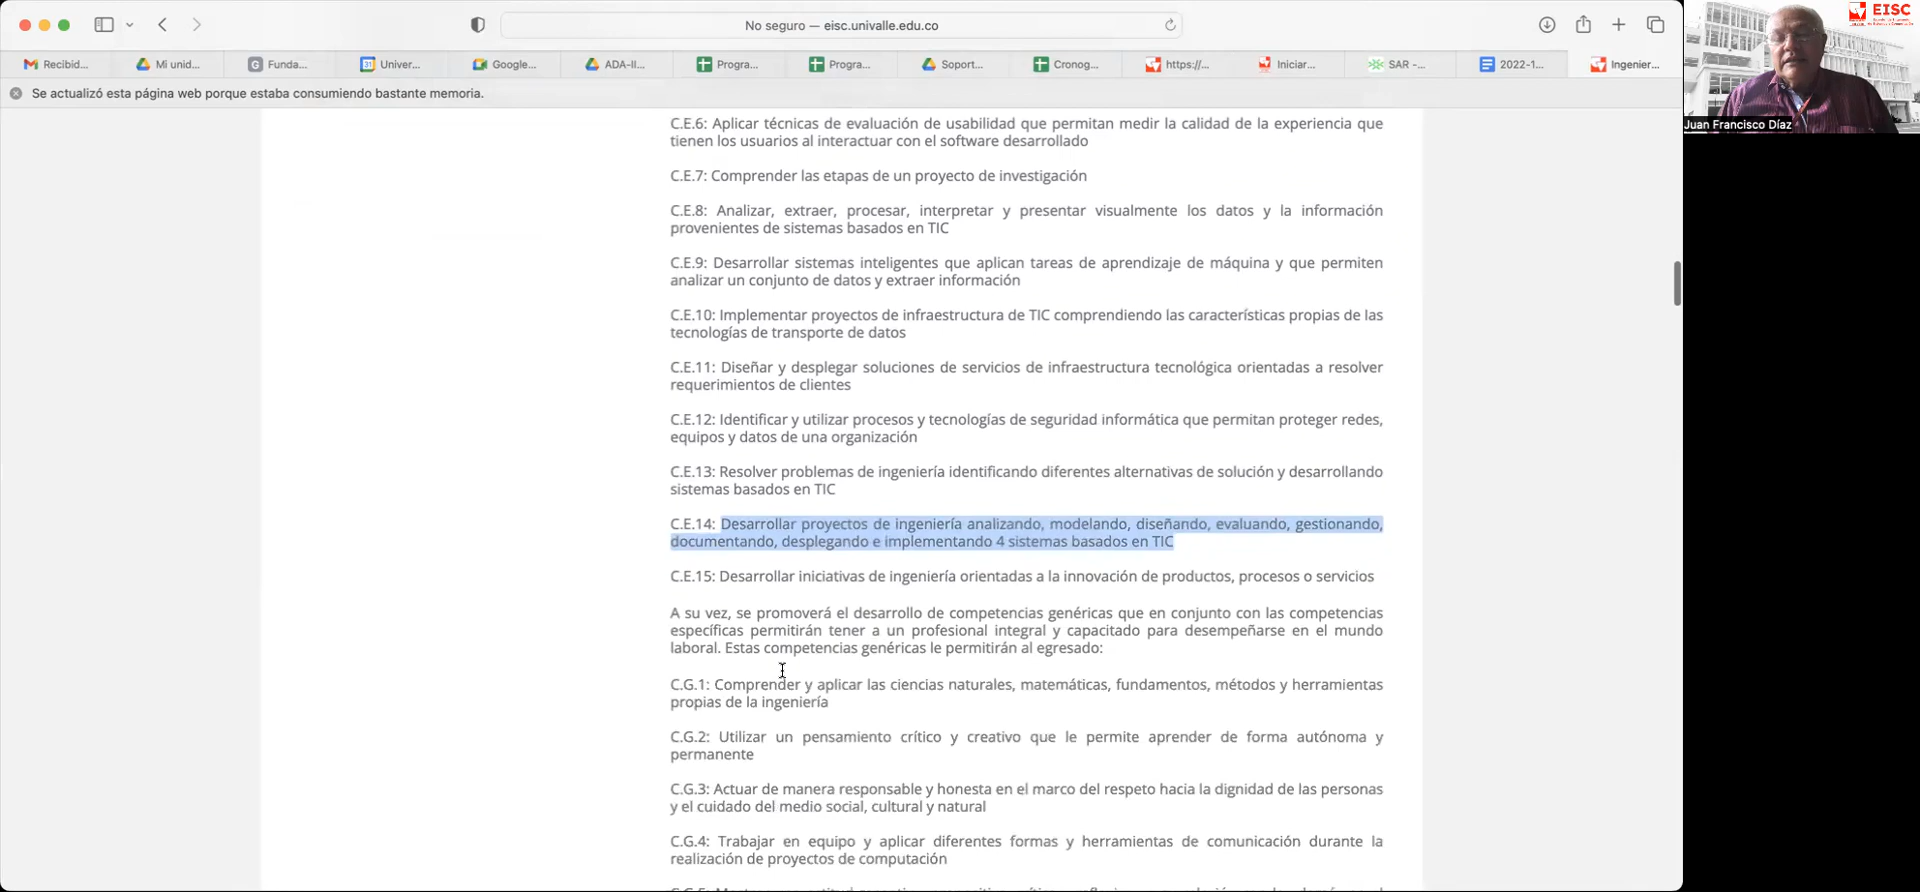 No seguro — eisc.univalle.edu.co
Recibid...
Mi unid...
Funda...
Univer...
Google...
ADA-II...
Progra...
Progra...
Soport...
Cronog...
https://...
Iniciar...
SAR -...
2022-1...
Ingenier...
Se actualizó esta página web porque estaba consumiendo bastante memoria.
C.E.6: Aplicar técnicas de evaluación de usabilidad que permitan medir la calidad de la experiencia que
tienen los usuarios al interactuar con el software desarrollado
C.E.7: Comprender las etapas de un proyecto de investigación
C.E.8: Analizar, extraer, procesar, interpretar y presentar visualmente los datos y la información
provenientes de sistemas basados en TIC
C.E.9: Desarrollar sistemas inteligentes que aplican tareas de aprendizaje de máquina y que permiten
analizar un conjunto de datos y extraer información
C.E.10: Implementar proyectos de infraestructura de TIC comprendiendo las características propias de las
tecnologías de transporte de datos
C.E.11: Diseñar y desplegar soluciones de servicios de infraestructura tecnológica orientadas a resolver
requerimientos de clientes
C.E.12: Identificar y utilizar procesos y tecnologías de seguridad informática que permitan proteger redes,
equipos y datos de una organización
C.E.13: Resolver problemas de ingeniería identificando diferentes alternativas de solución y desarrollando
sistemas basados en TIC
C.E.14: Desarrollar proyectos de ingeniería analizando, modelando, diseñando, evaluando, gestionando,
documentando, desplegando e implementando 4 sistemas basados en TIC
C.E.15: Desarrollar iniciativas de ingeniería orientadas a la innovación de productos, procesos o servicios
A su vez, se promoverá el desarrollo de competencias genéricas que en conjunto con las competencias
específicas permitirán tener a un profesional integral y capacitado para desempeñarse en el mundo
laboral. Estas competencias genéricas le permitirán al egresado:
C.G.1: Comprender y aplicar las ciencias naturales, matemáticas, fundamentos, métodos y herramientas
propias de la ingeniería
C.G.2: Utilizar un pensamiento crítico y creativo que le permite aprender de forma autónoma y
permanente
C.G.3: Actuar de manera responsable y honesta en el marco del respeto hacia la dignidad de las personas
y el cuidado del medio social, cultural y natural
C.G.4: Trabajar en equipo y aplicar diferentes formas y herramientas de comunicación durante la
realización de proyectos de computación
EISC
Juan Francisco Díaz